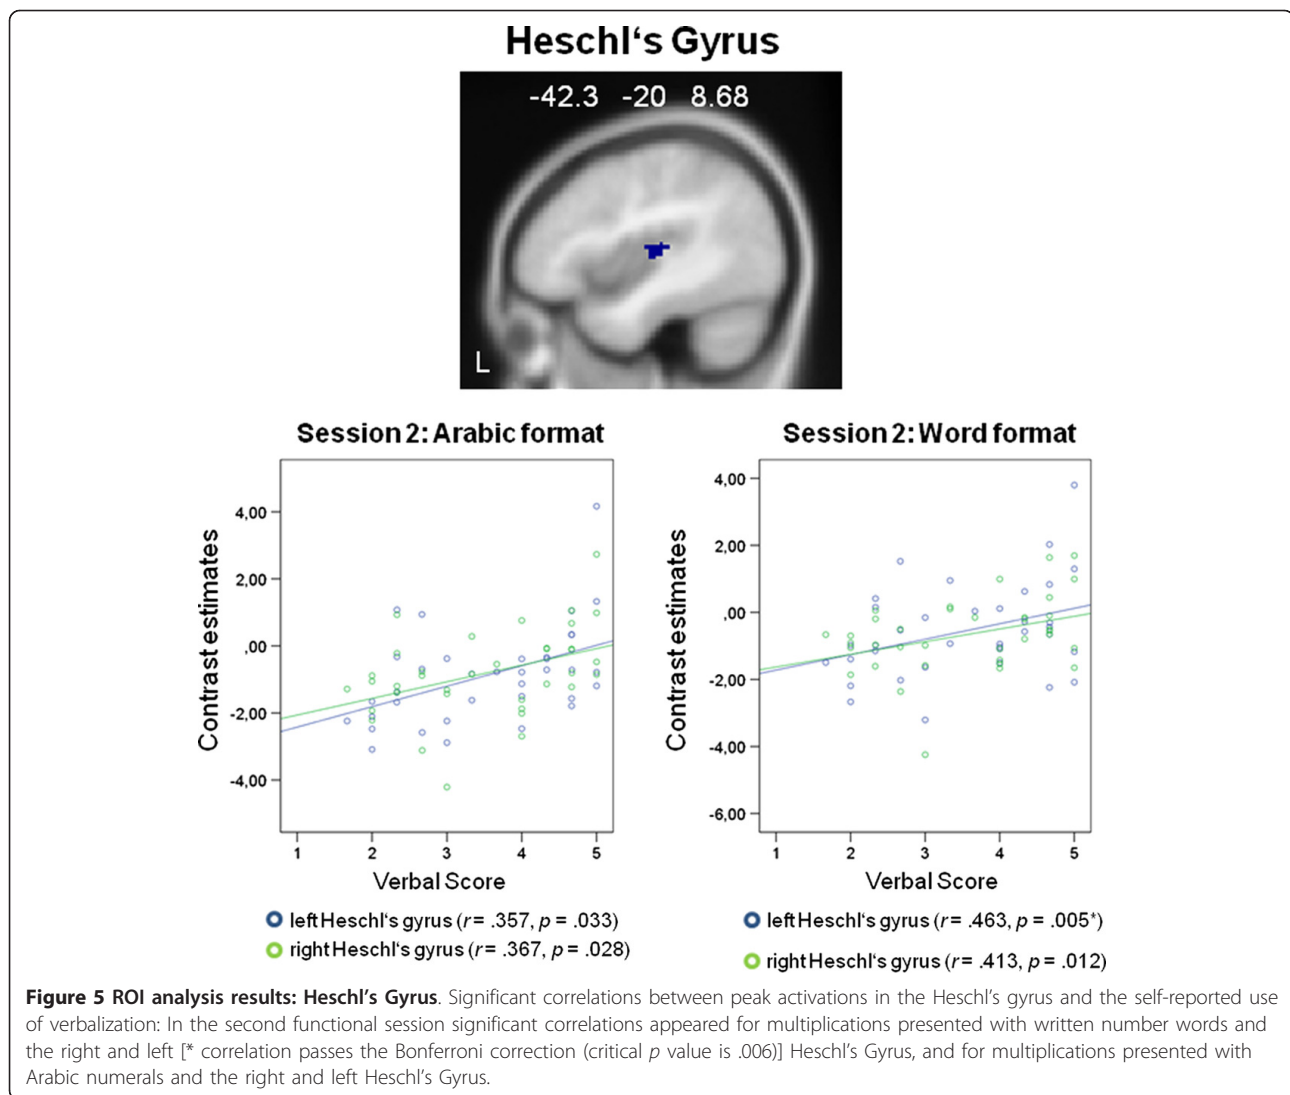 Heschl‘s Gyrus
-42.3 -20 8.68
L
Session 2: Arabic format
Contrast estimates
4,00
2,00
,00
-2,00
-4,00
1 2 3 4 5
Verbal Score
left Heschl‘s gyrus (r = .357, p = .033)
right Heschl‘s gyrus (r = .367, p = .028)
Session 2: Word format
Contrast estimates
4,00
2,00
,00
-2,00
-4,00
-6,00
1 2 3 4 5
Verbal Score
left Heschl‘s gyrus (r = .463, p = .005*)
right Heschl‘s gyrus (r = .413, p = .012)
Figure 5 ROI analysis results: Heschl’s Gyrus. Significant correlations between peak activations in the Heschl’s gyrus and the self-reported use
of verbalization: In the second functional session significant correlations appeared for multiplications presented with written number words and
the right and left [* correlation passes the Bonferroni correction (critical p value is .006)] Heschl’s Gyrus, and for multiplications presented with
Arabic numerals and the right and left Heschl’s Gyrus.